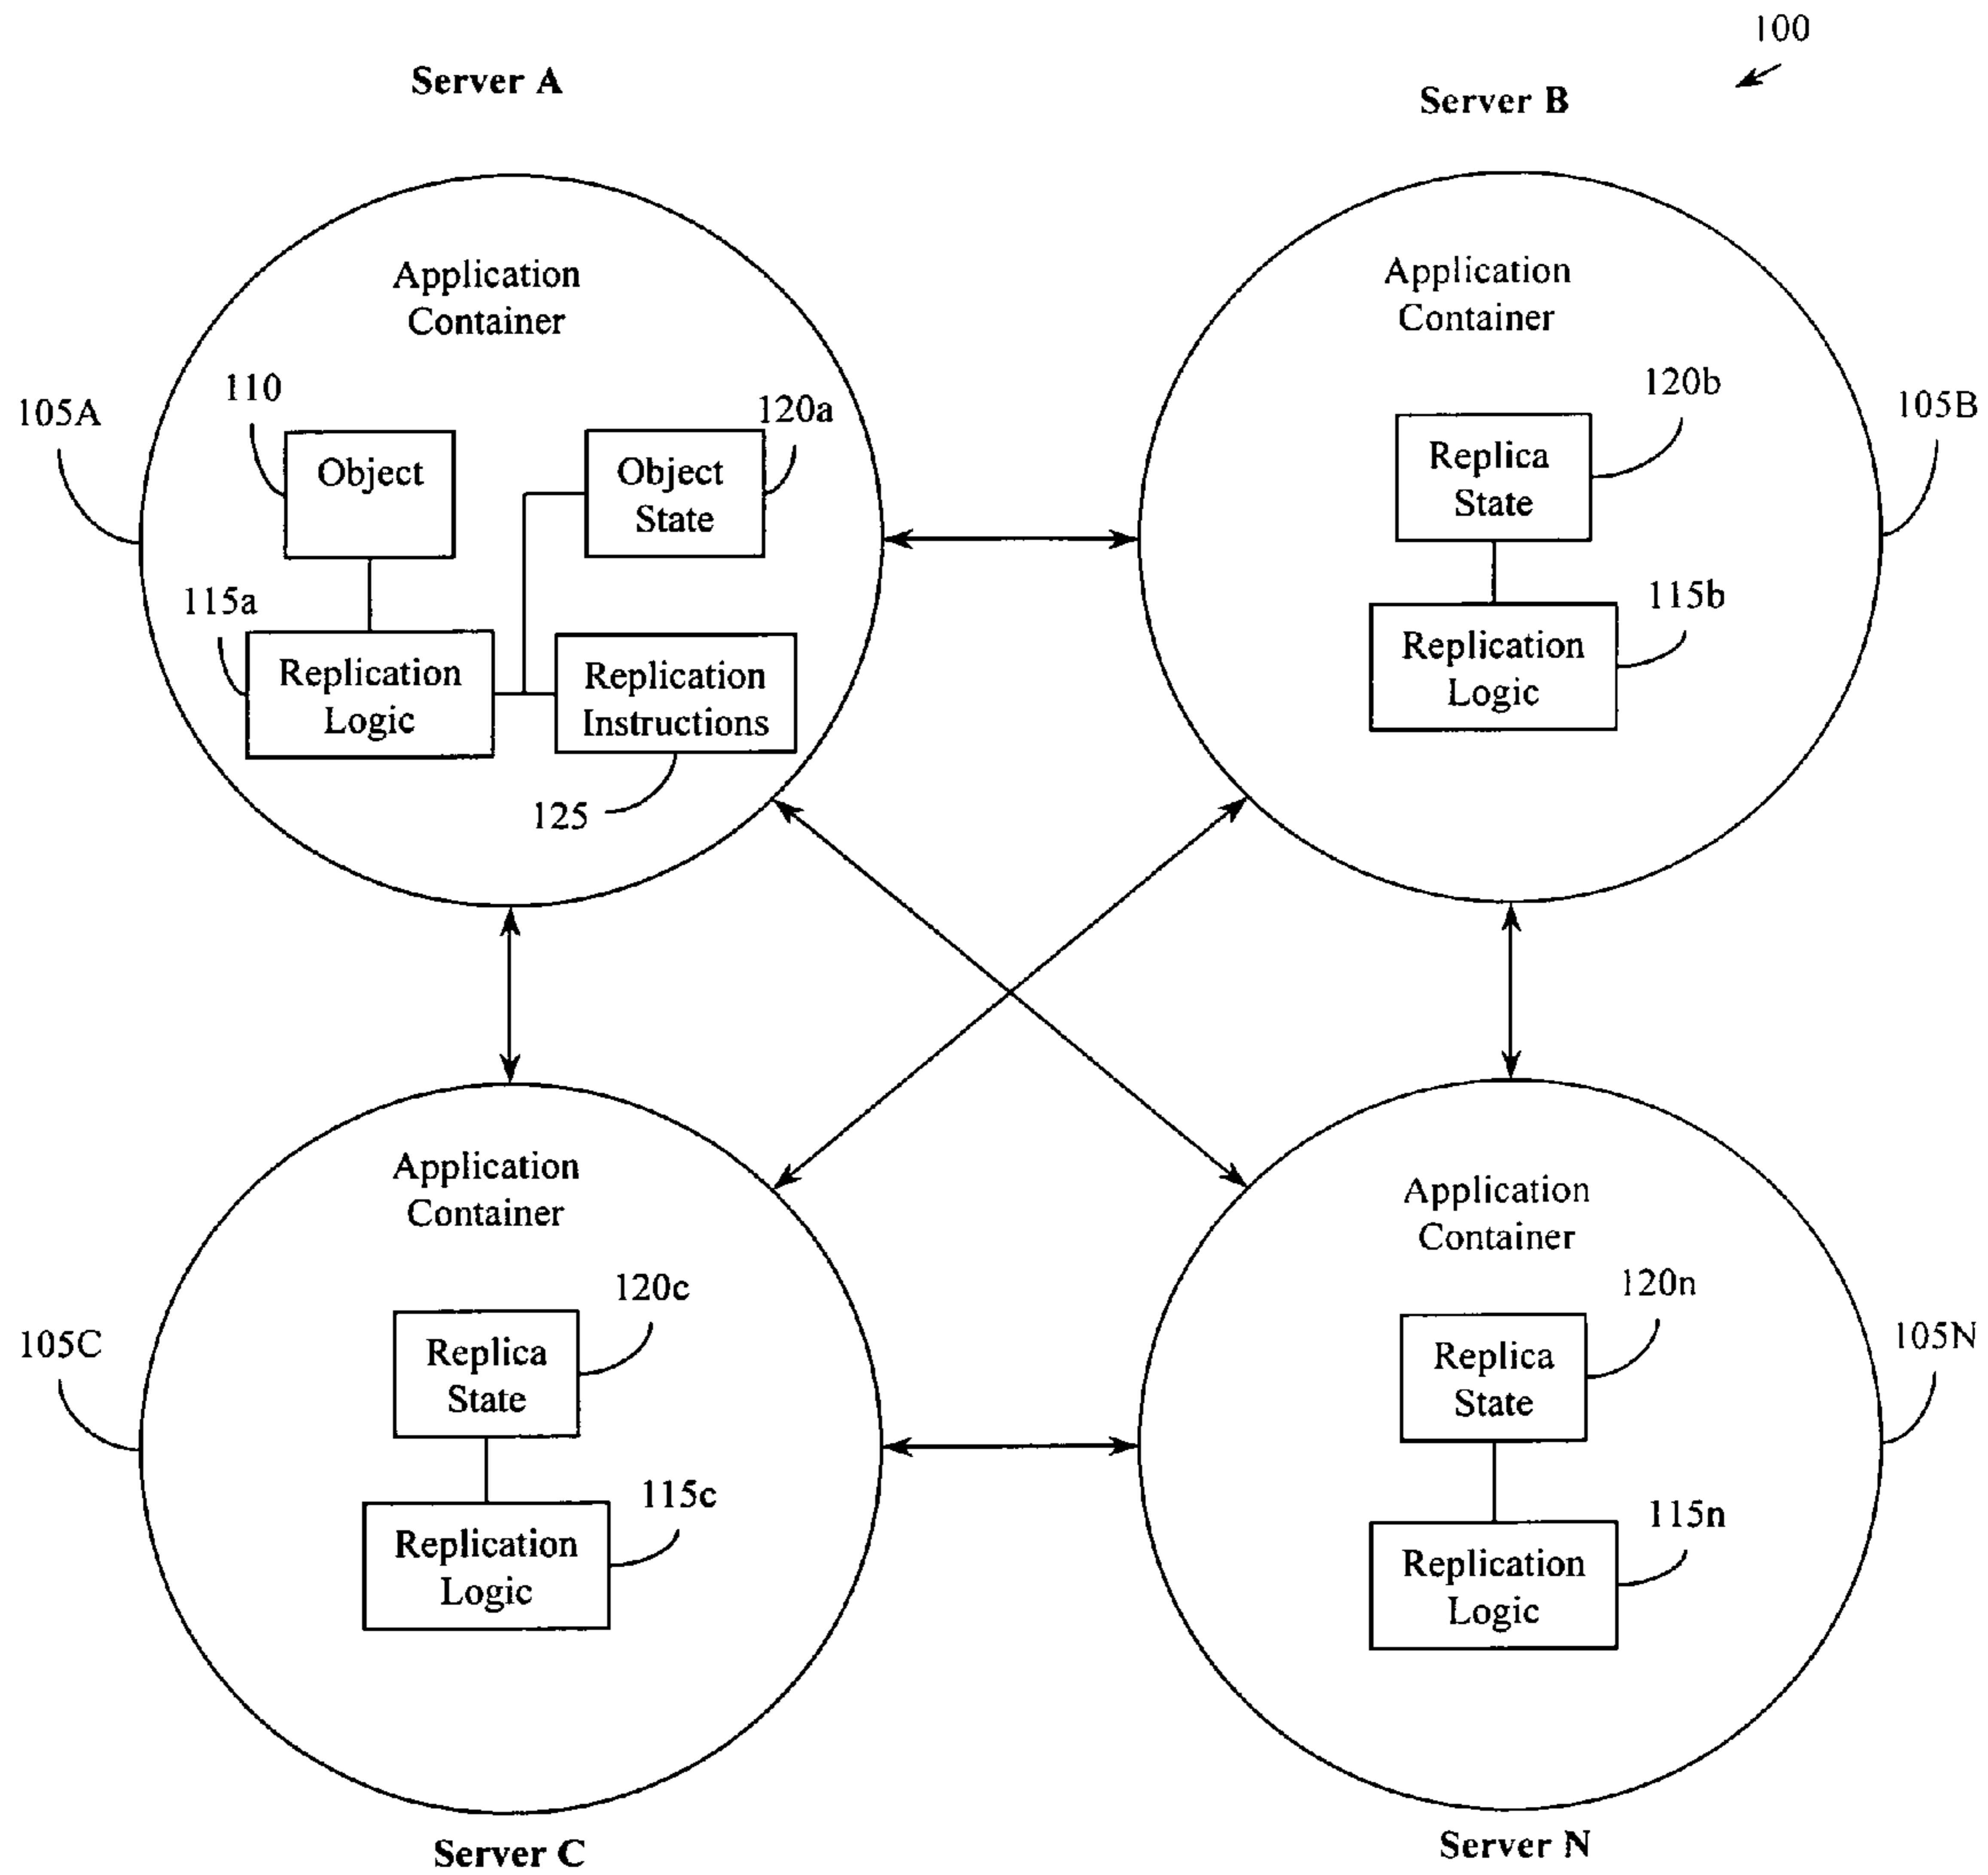 100
Server A
Server B
Application
Container
110
120a
105A
Object
Object
State
115a
Replication
Logic
Replication
Instructions
125
Application
Container
120b
105B
Replica
State
115b
Replication
Logic
Application
Container
120c
105C
Replica
State
115c
Replication
Logic
Application
Container
120n
105N
Replica
State
115n
Replication
Logic
Server C
Server N